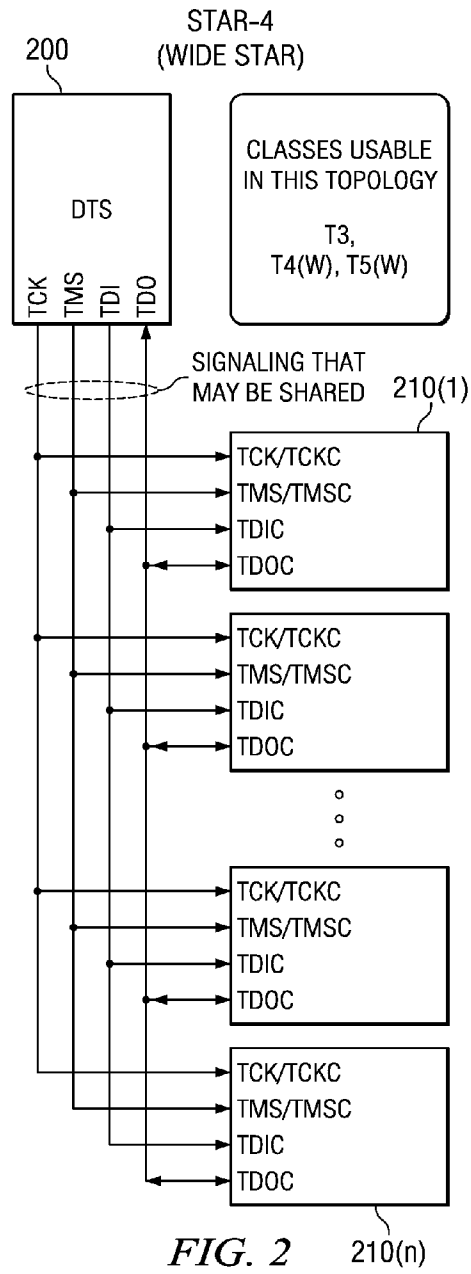 STAR-4
(WIDE STAR)
200
DTS
TCK
TMS
TDI
TDO
CLASSES USABLE
IN THIS TOPOLOGY
T3,
T4(W), T5(W)
SIGNALING THAT
MAY BE SHARED
210(1)
TCK/TCKC
TMS/TMSC
TDIC
TDOC
TCK/TCKC
TMS/TMSC
TDIC
TDOC
TCK/TCKC
TMS/TMSC
TDIC
TDOC
TCK/TCKC
TMS/TMSC
TDIC
TDOC
210(n)
FIG. 2